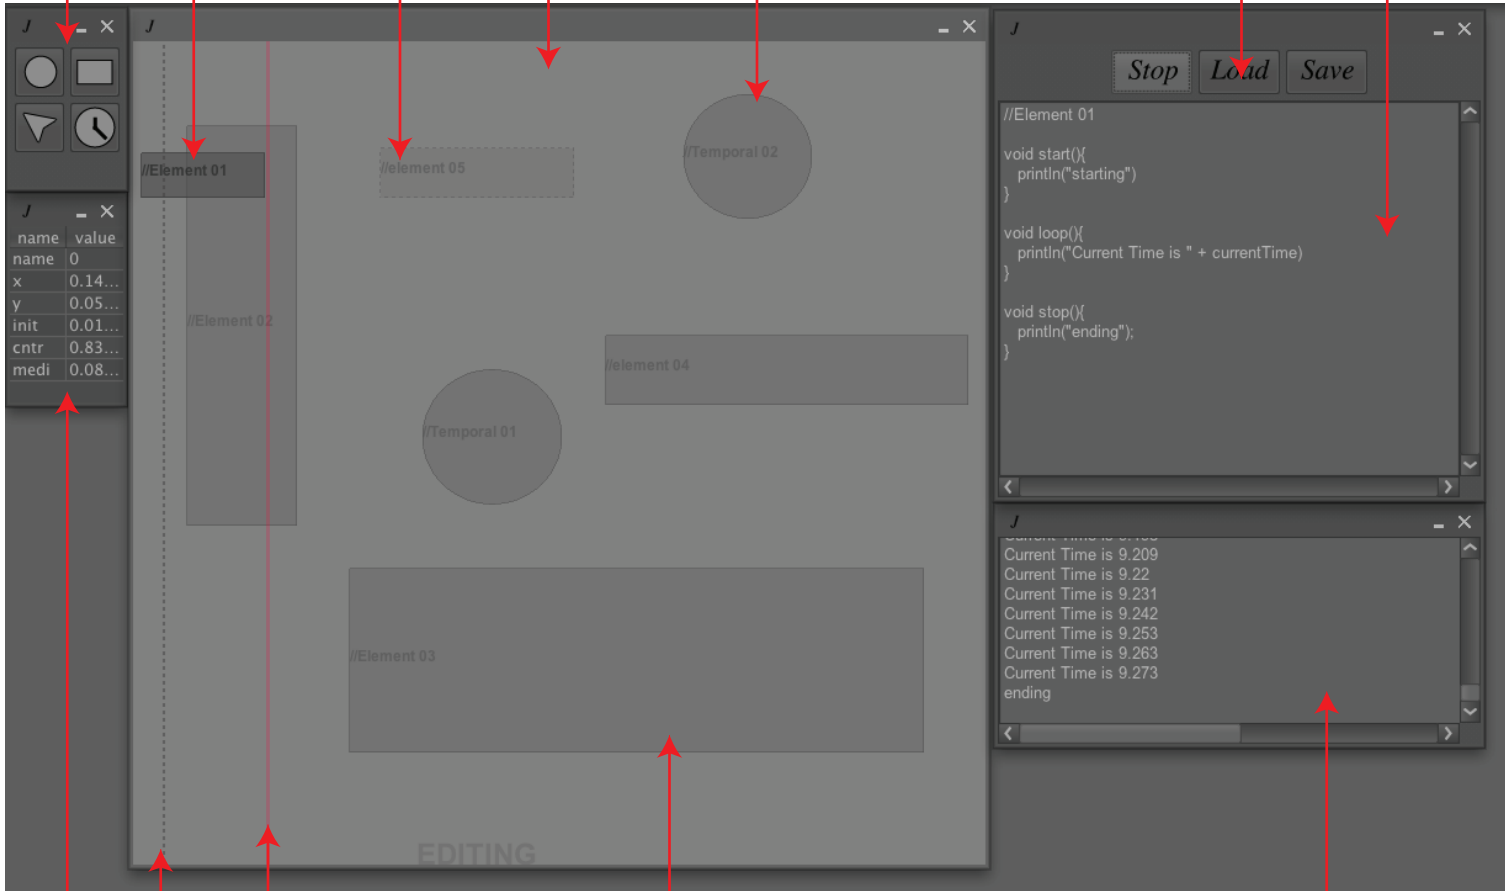 J
J
J
Stop Load Save
//Element 01
void start(){
println("starting")
}
void loop(){
println("Current Time is " + currentTime)
}
void stop(){
println("ending");
}
//Element 01
//element 05
//Temporal 02
J
name value
name 0
x 0.14...
y 0.05...
init 0.01...
cntr 0.83...
medi 0.08...
//Element 02
//element 04
//Temporal 01
//Element 03
EDITING
J
Current Time is 9.209
Current Time is 9.22
Current Time is 9.231
Current Time is 9.242
Current Time is 9.253
Current Time is 9.263
Current Time is 9.273
ending